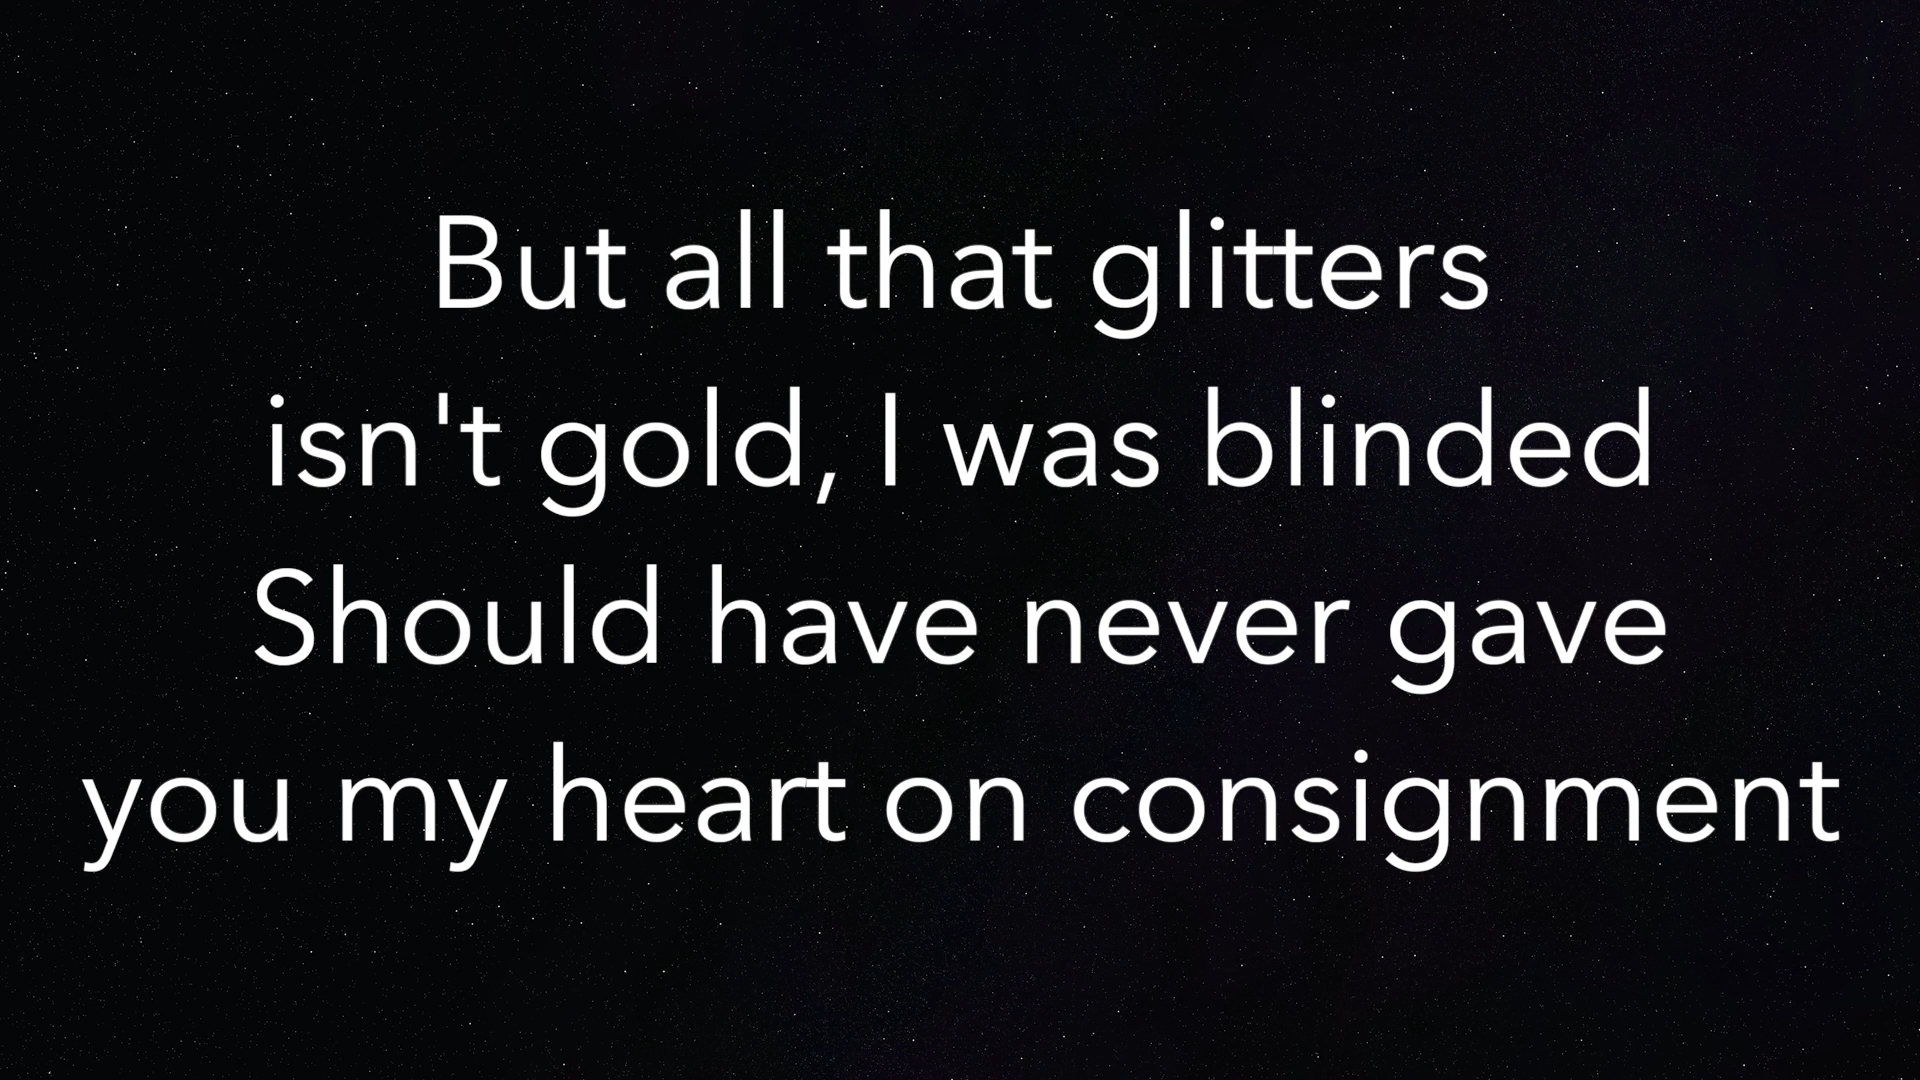 But all that glitters
isn't gold, I was blinded
Should have never gave
you my heart on consignment